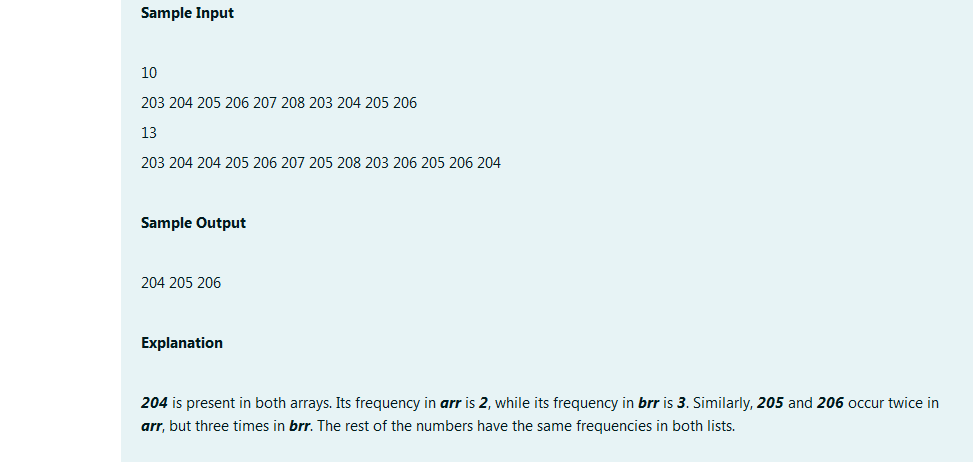 Sample Input
10
203 204 205 206 207 208 203 204 205 206
13
203 204 204 205 206 207 205 208 203 206 205 206 204
Sample Output
204 205 206
Explanation
204 is present in both arrays. Its frequency in arr is 2, while its frequency in brr is 3. Similarly, 205 and 206 occur twice in
arr, but three times in brr. The rest of the numbers have the same frequencies in both lists.